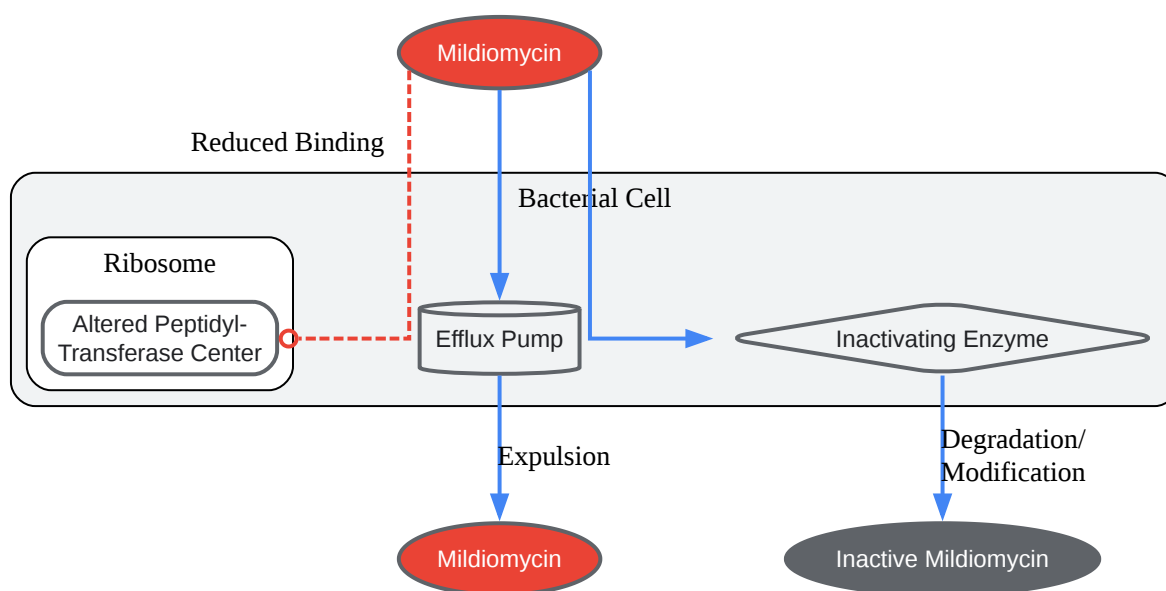 Mildiomycin
Reduced Binding
Bacterial Cell
Ribosome
Altered Peptidyl-
Transferase Center
Efflux Pump
Inactivating Enzyme
Expulsion
Degradation/
Modification
Mildiomycin
Inactive Mildiomycin